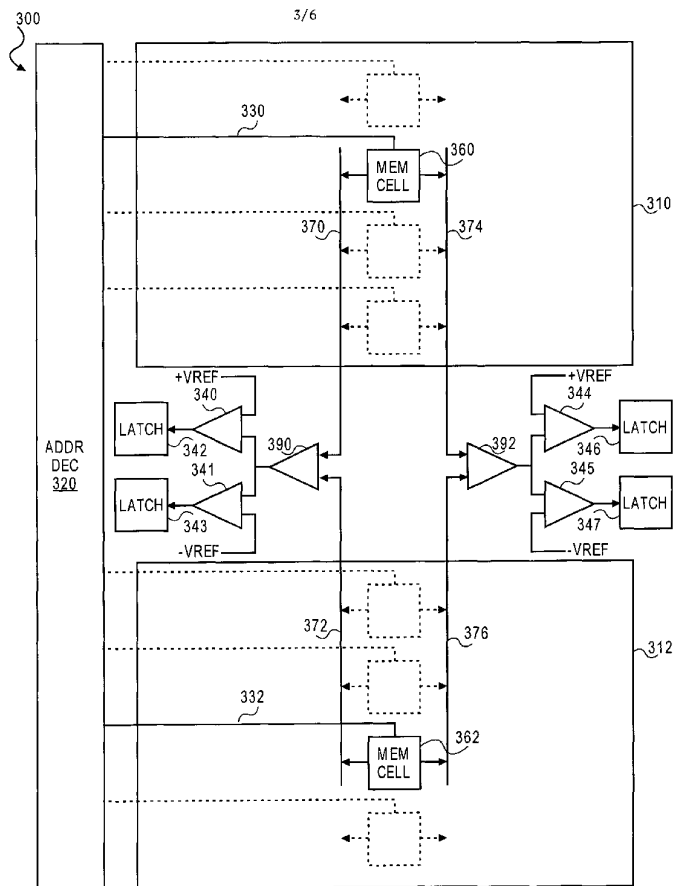 3/6
300
330
360
MEM
CELL
370
374
310
+VREF
+VREF
340
344
LATCH
390
392
LATCH
342
346
ADDR
DEC
320
341
345
LATCH
LATCH
343
347
-VREF
-VREF
372
376
312
332
362
MEM
CELL